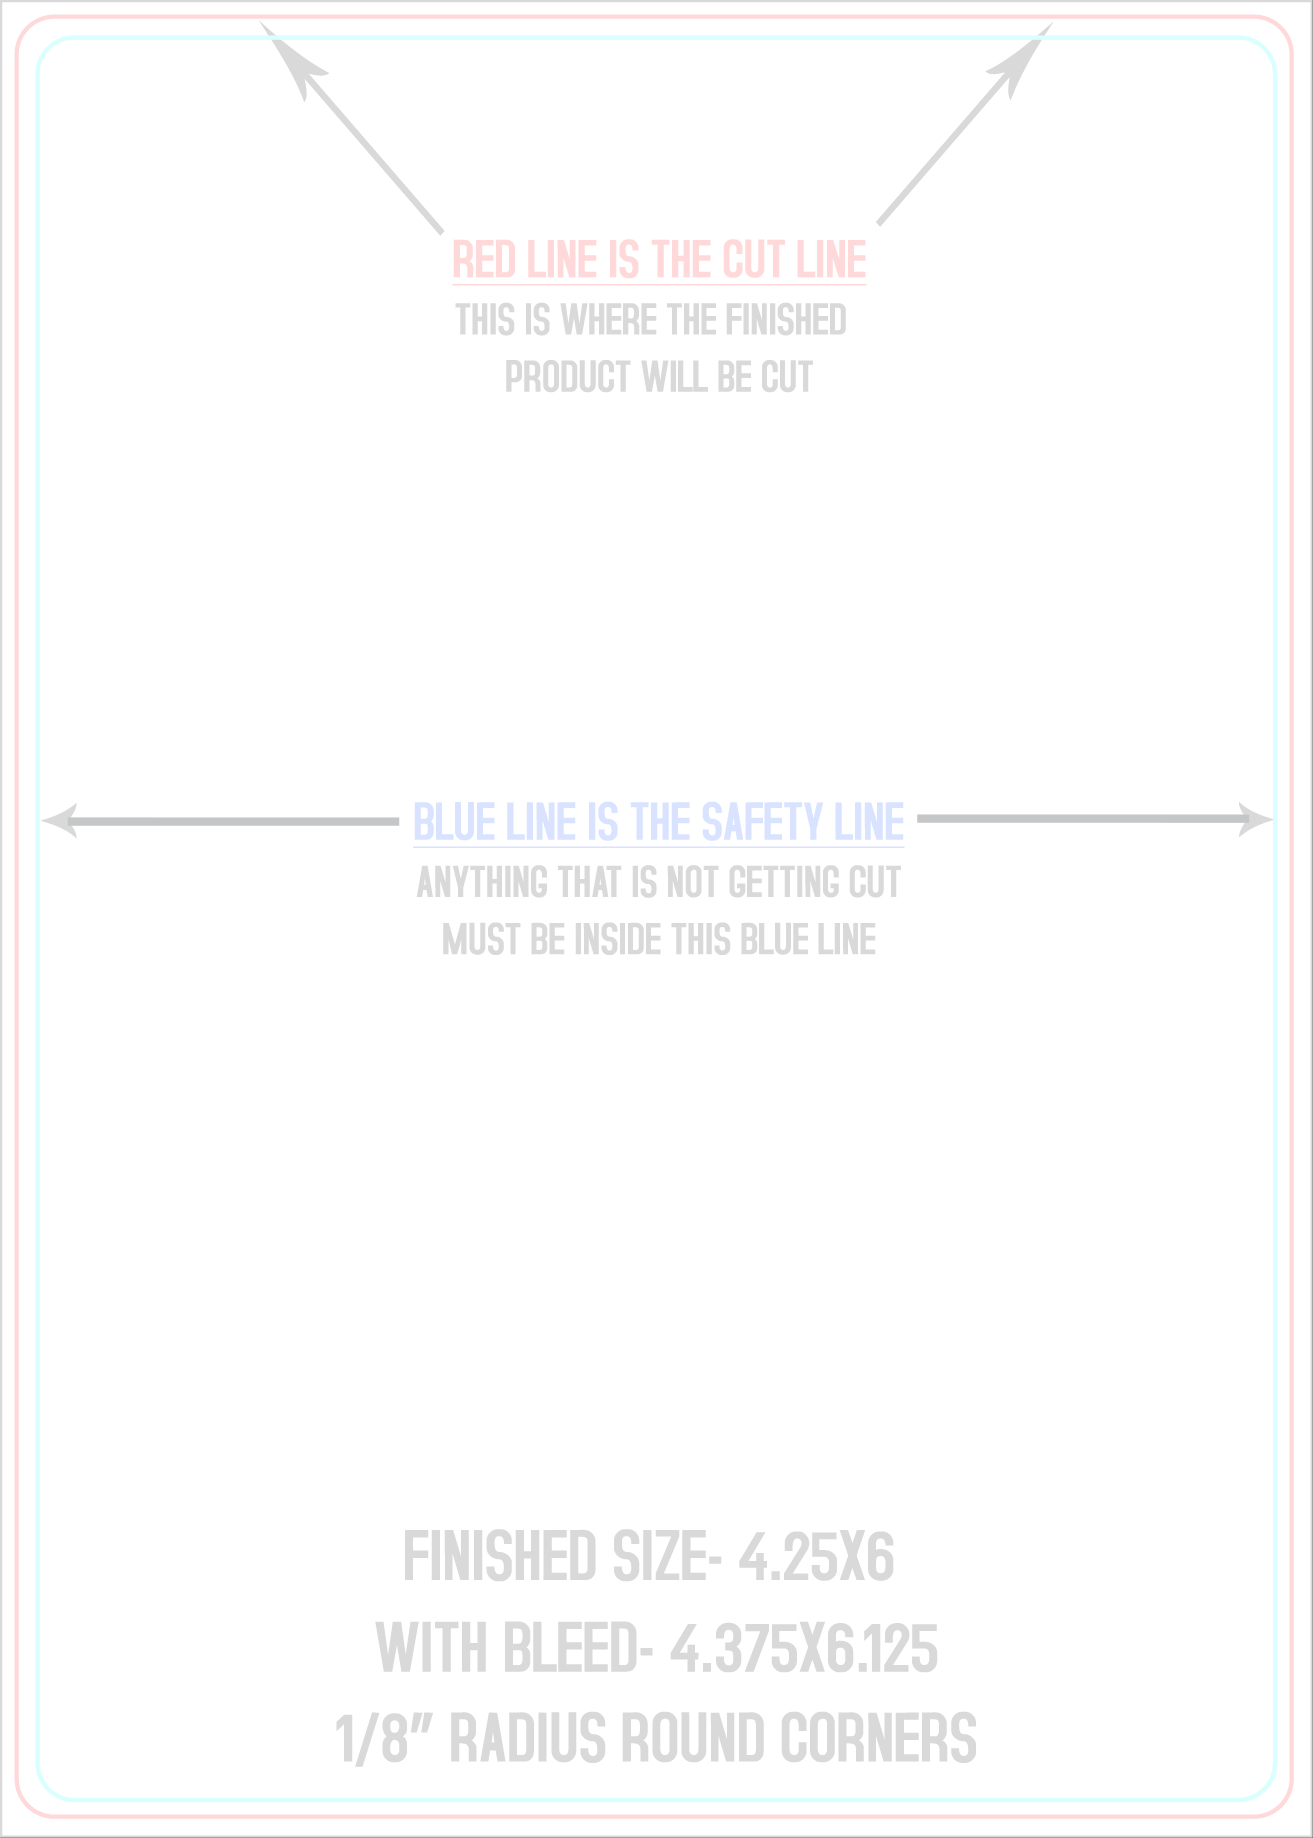 RED LINE IS THE CUT LINE
THIS IS WHERE THE FINISHED
PRODUCT WILL BE CUT
BLUE LINE IS THE SAFETY LINE
ANYTHING THAT IS NOT GETTING CUT
MUST BE INSIDE THIS BLUE LINE
FINISHED SIZE- 4.25X6
WITH BLEED- 4.375X6.125
1/8" RADIUS ROUND CORNERS